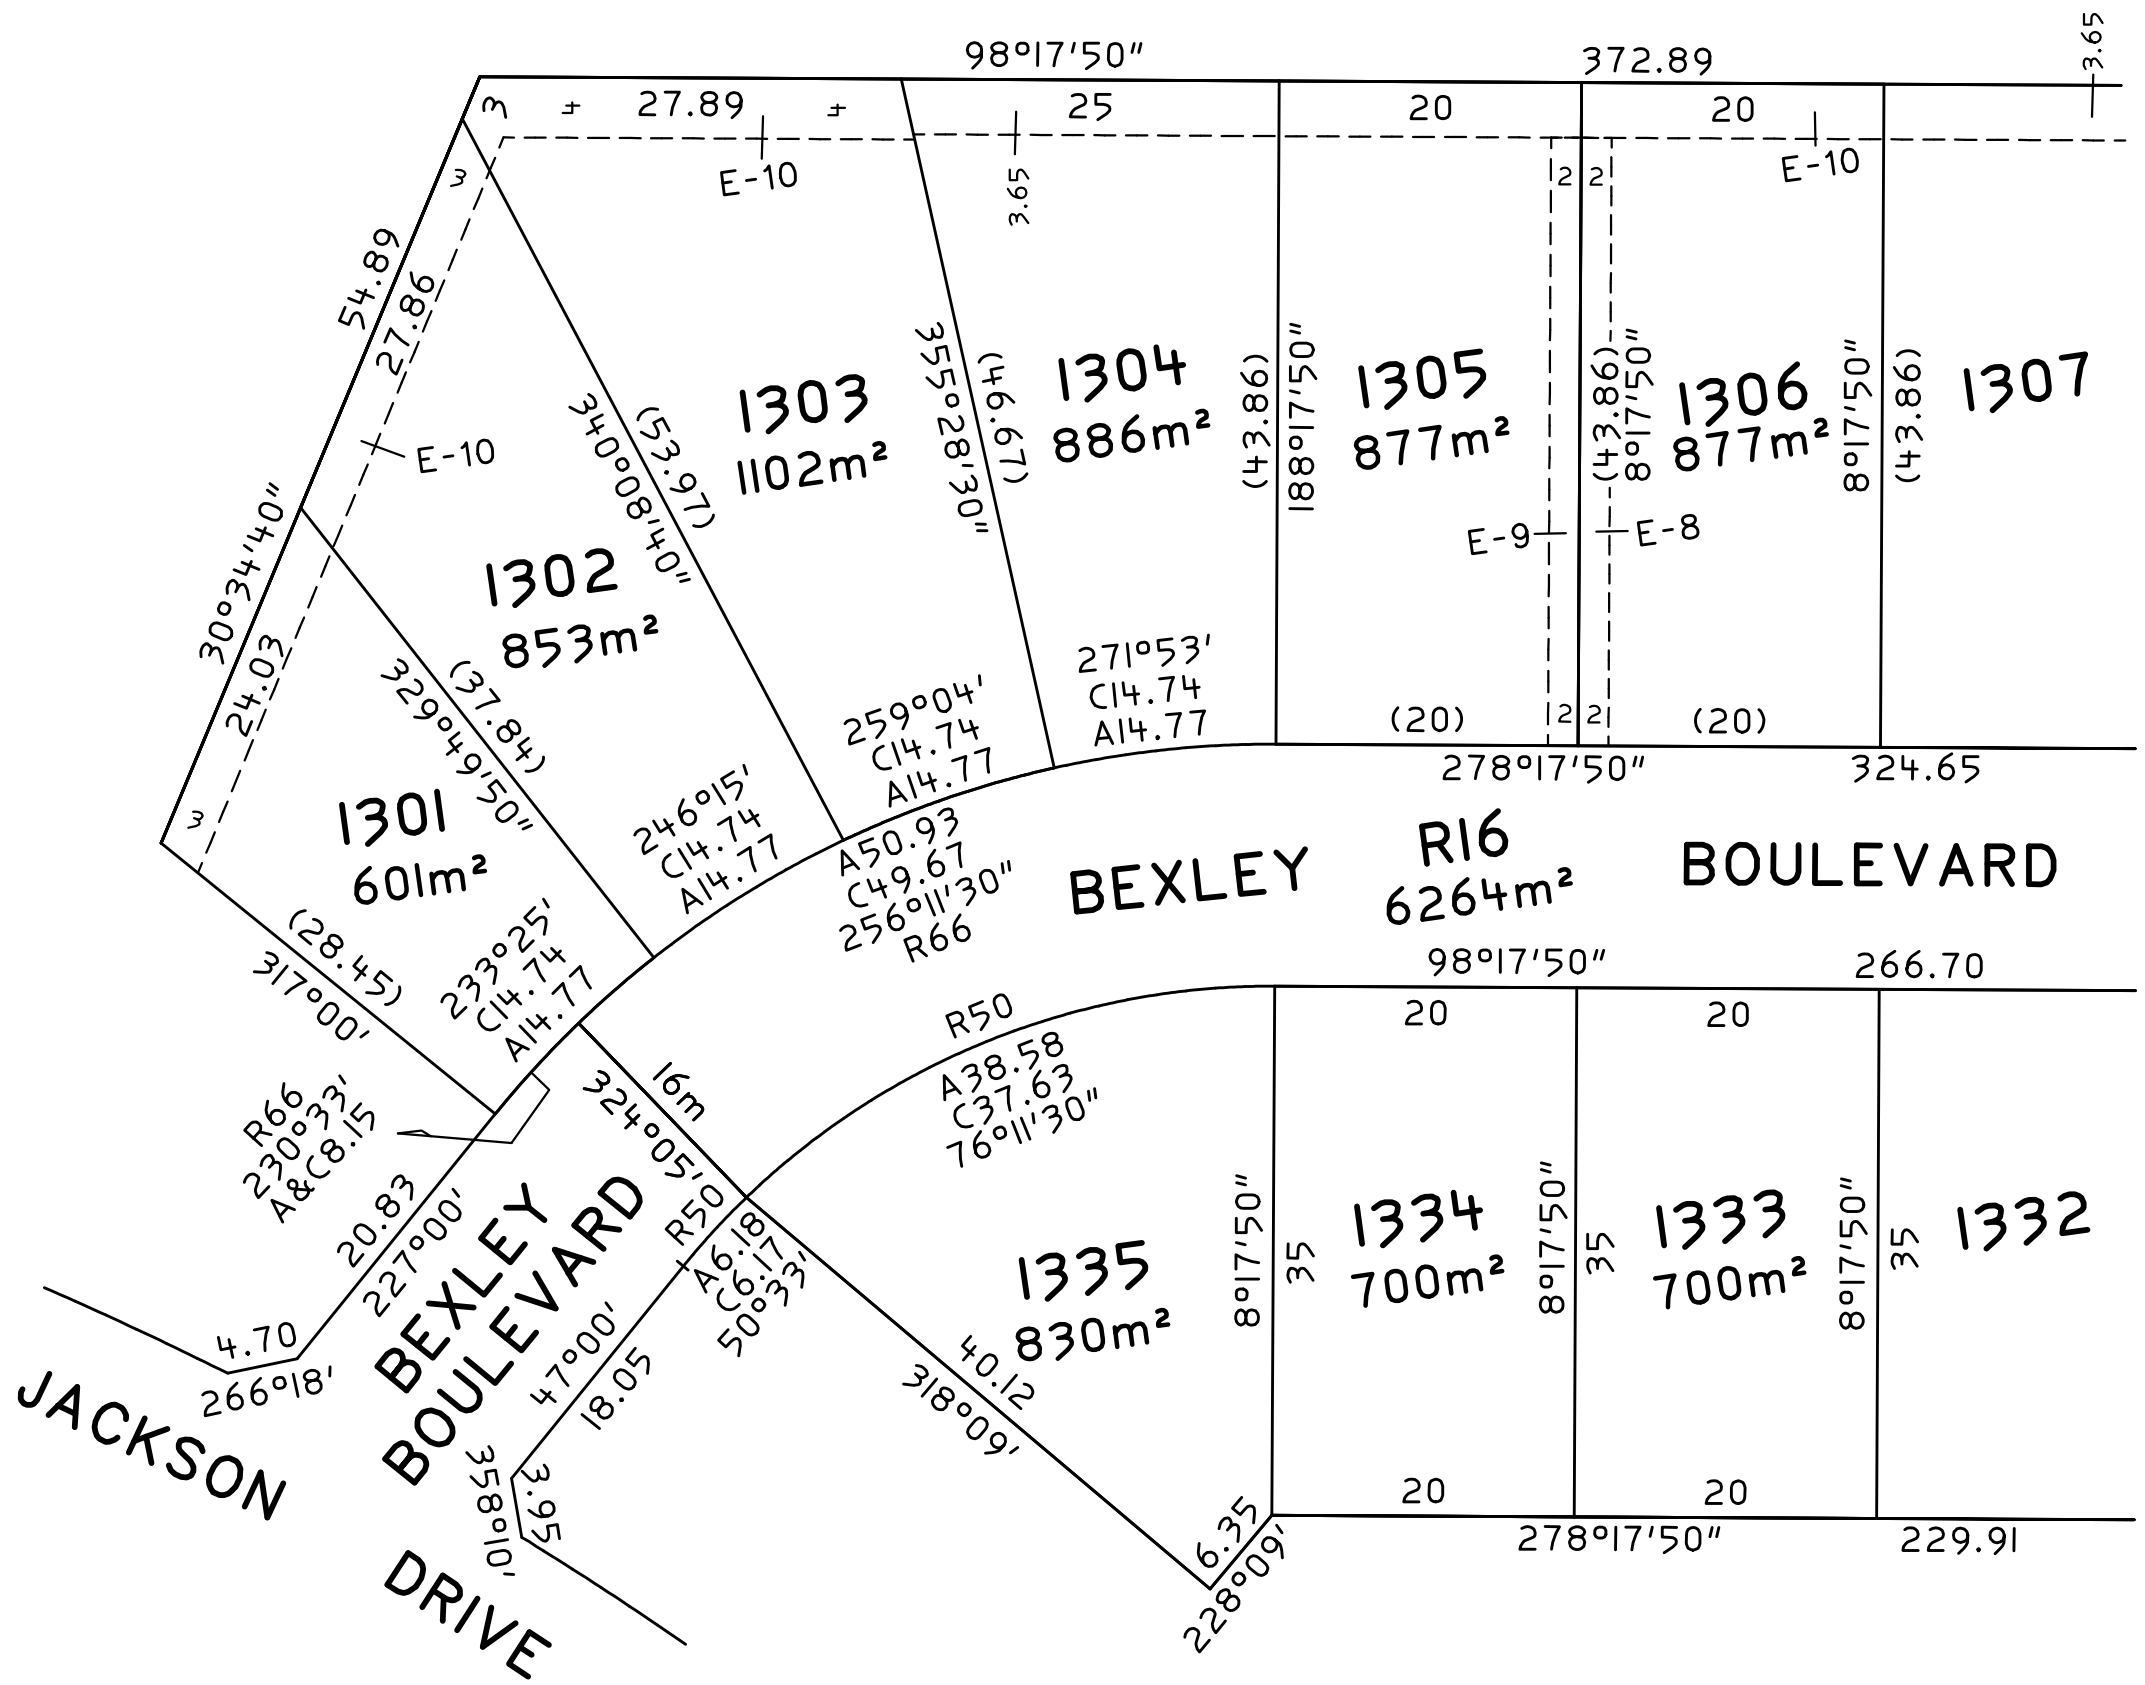 98°17'50"
372.89
3.65
3
27.89
25
20
20
3
E-10
3.65
2
2
E-10
54.89
27.86
E-10
30°34'40"
24.03
3
1303
1102m²
(53.97)
340°08'40"
355°28'30"
(46.67)
1304
886m²
(43.86)
188°17'50"
1305
877m²
(43.86)
8°17'50"
1306
877m²
8°17'50"
(43.86)
1307
E-9
E-8
1302
853m²
(37.84)
329°49'50"
1301
601m²
(28.45)
317°00'
233°25'
C14.74
A14.77
246°15'
C14.74
A14.77
259°04'
C14.74
A14.77
271°53'
C14.74
A14.77
(20)
2
2
(20)
278°17'50"
324.65
A50.93
C49.67
256°11'30"
R66
BEXLEY
R16
6264m²
BOULEVARD
98°17'50"
266.70
20
20
R50
A38.58
C37.63
76°11'30"
16m
324°05'
R66
230°33'
A&C8.15
20.83
227°00'
BEXLEY
BOULEVARD
R50
A6.18
C6.17
50°33'
47°00'
18.05
4.70
266°18'
3.95
358°10'
JACKSON
DRIVE
1335
830m²
40.12
318°09'
6.35
228°09'
8°17'50"
35
1334
700m²
8°17'50"
35
1333
700m²
8°17'50"
35
1332
20
20
278°17'50"
229.91